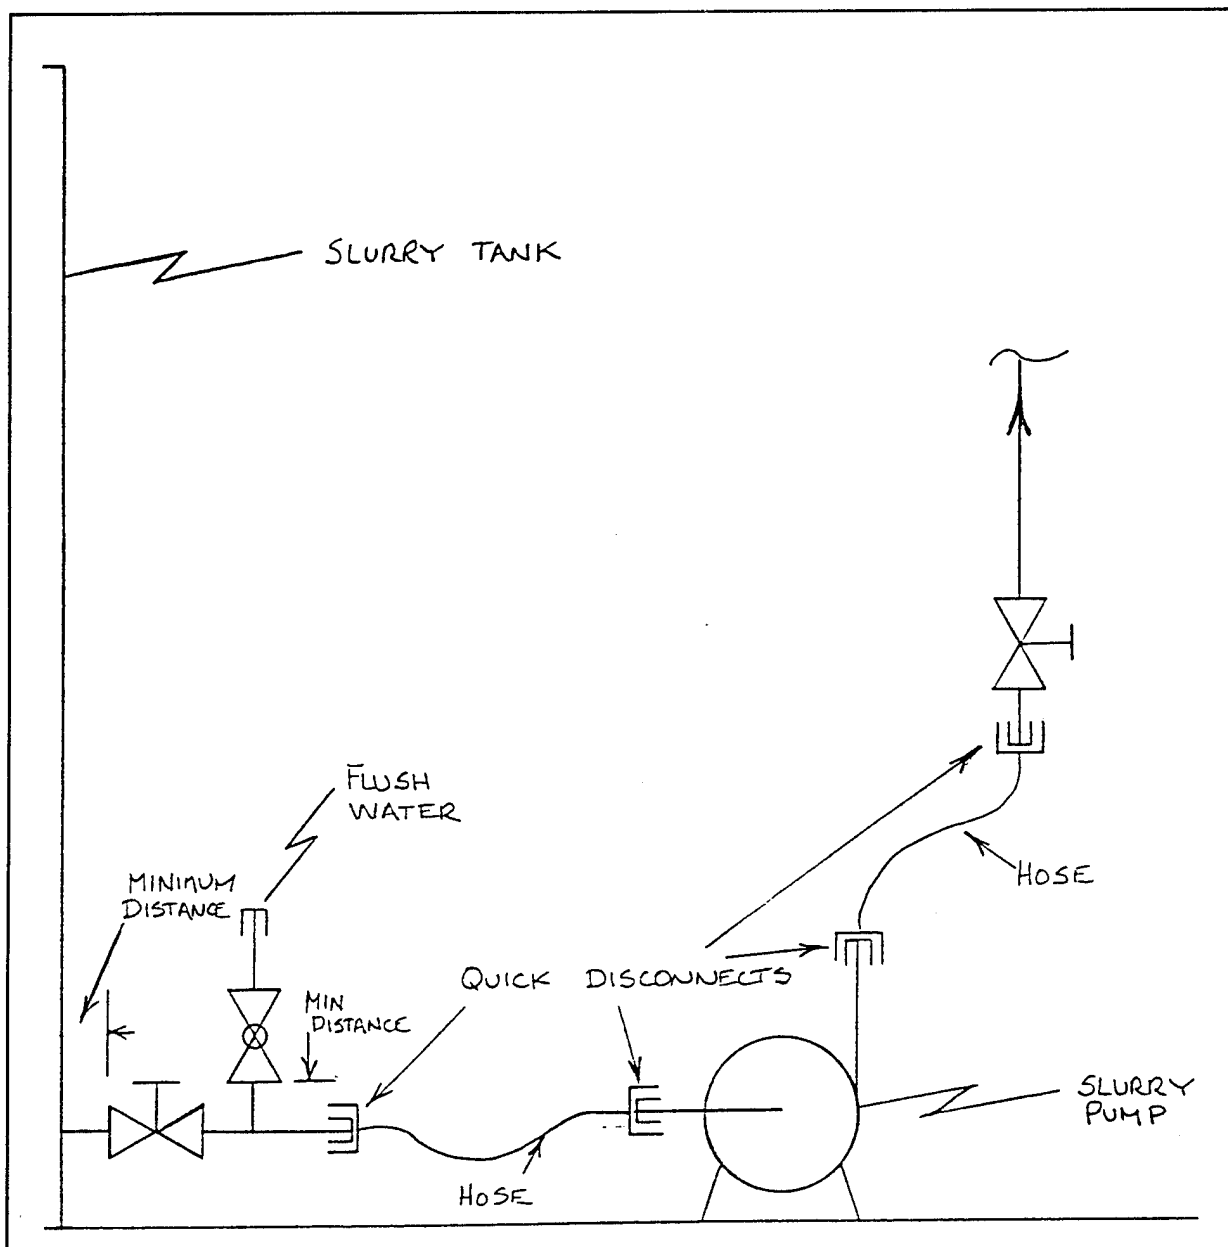 SLURRY TANK
FLUSH
WATER
HOSE
MINIMUM
DISTANCE
QUICK DISCONNECTS
MIN
DISTANCE
SLURRY
PUMP
HOSE